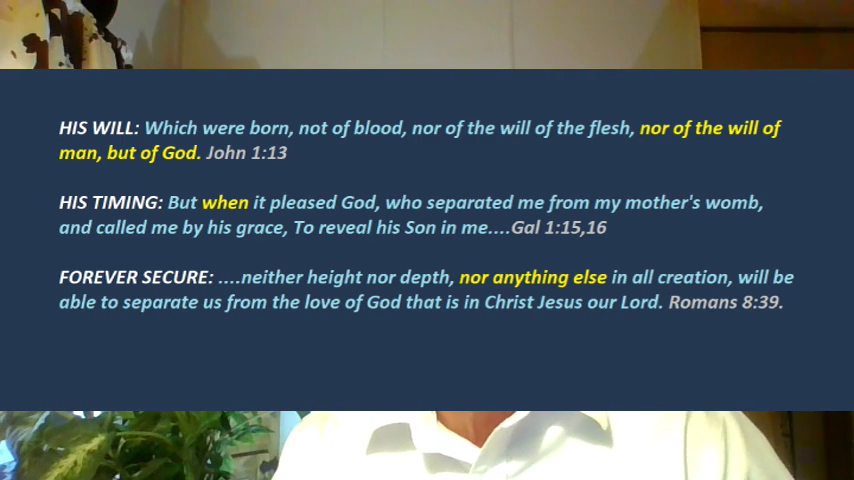 HIS WILL: Which were born, not of blood, nor of the will of the flesh, nor of the will of
man, but of God. John 1:13
HIS TIMING: But when it pleased God, who separated me from my mother's womb,
and called me by his grace, To reveal his Son in me....Gal 1:15,16
FOREVER SECURE: ....neither height nor depth, nor anything else in all creation, will be
able to separate us from the love of God that is in Christ Jesus our Lord. Romans 8:39.